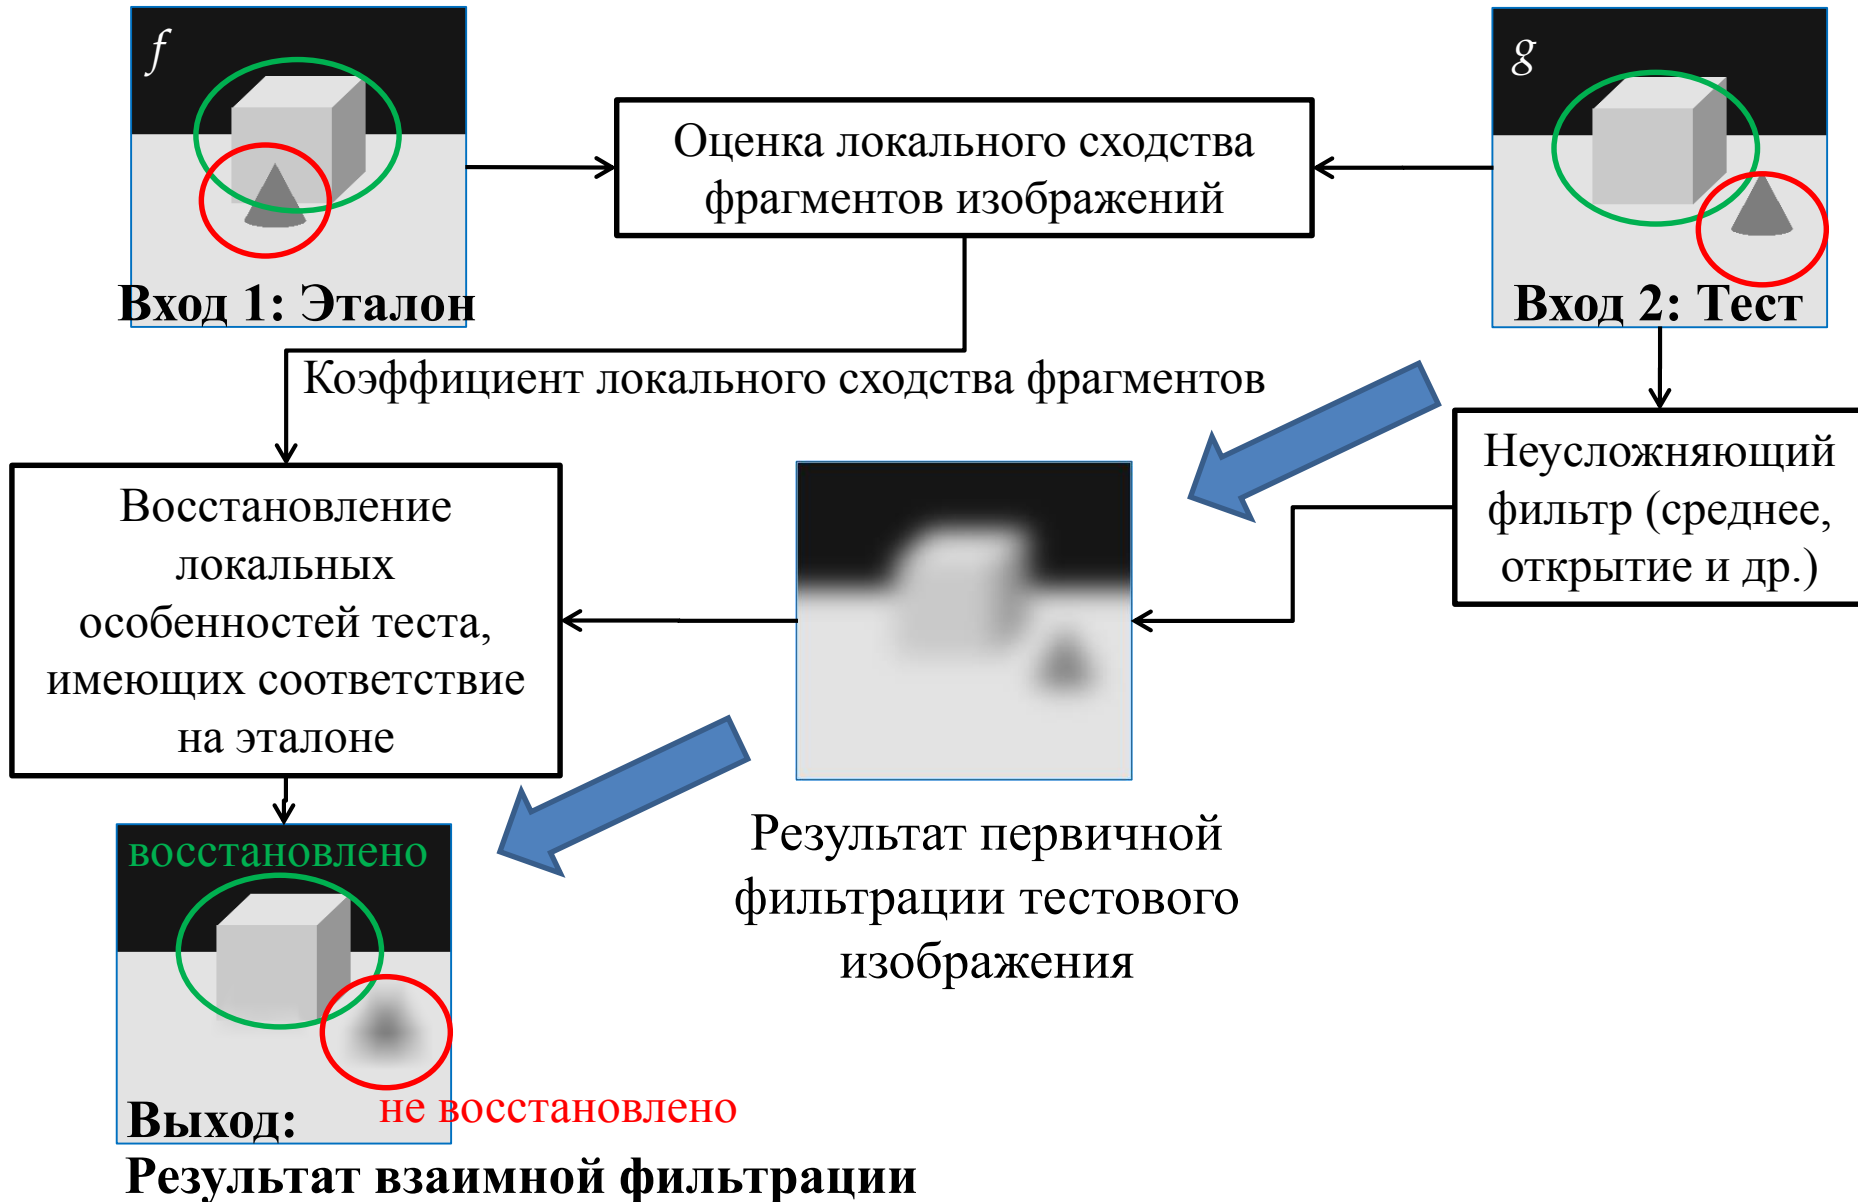 f
g
Оценка локального сходства
фрагментов изображений
Вход 1: Эталон
Вход 2: Тест
Коэффициент локального сходства фрагментов
Неусложняющий
фильтр (среднее,
открытие и др.)
Восстановление
локальных
особенностей теста,
имеющих соответствие
на эталоне
Результат первичной
фильтрации тестового
изображения
восстановлено
не восстановлено
Выход:
Результат взаимной фильтрации